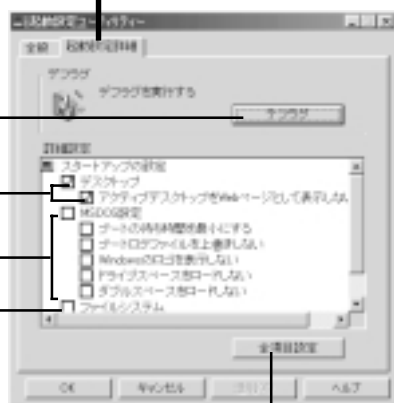 起動設定ユーティリティー
全般 起動設定詳細
デフラグ
デフラグを実行する
デフラグ
詳細設定
スタートアップの設定
デスクトップ
アクティブデスクトップをWebページとして表示しな
MSDOS設定
ブートの待ち時間を最小にする
ブートログファイルを上書きしない
Windowsのロゴを表示しない
ドライブスペースをロードしない
ダブルスペースをロードしない
ファイルシステム
全項目設定
OK キャンセル ヘルプ